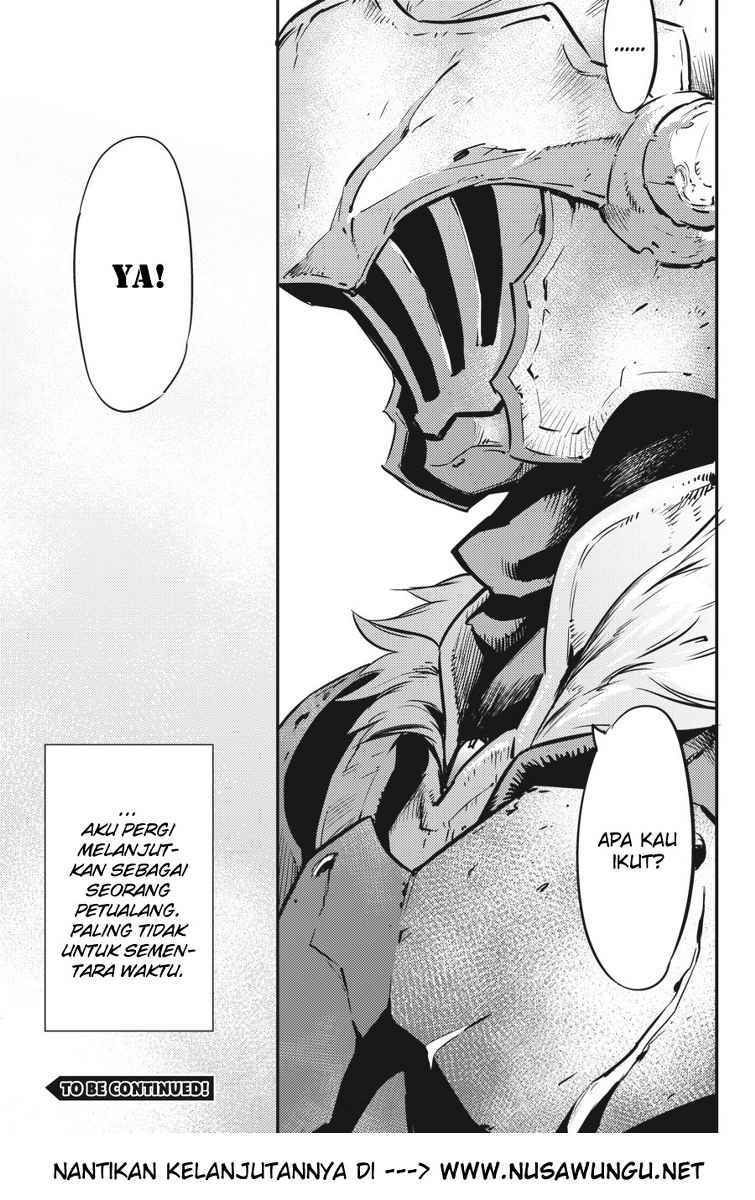 ......
APA KAU
IKUT?
YA!
...
AKU PERGI
MELANJUT-
KAN SEBAGAI
SEORANG
PETUALANG.
PALING TIDAK
UNTUK SEMEN-
TARA WAKTU.
TO BE CONTINUED!
NANTIKAN KELANJUTANNYA DI ---> WWW.NUSAWUNGU.NET